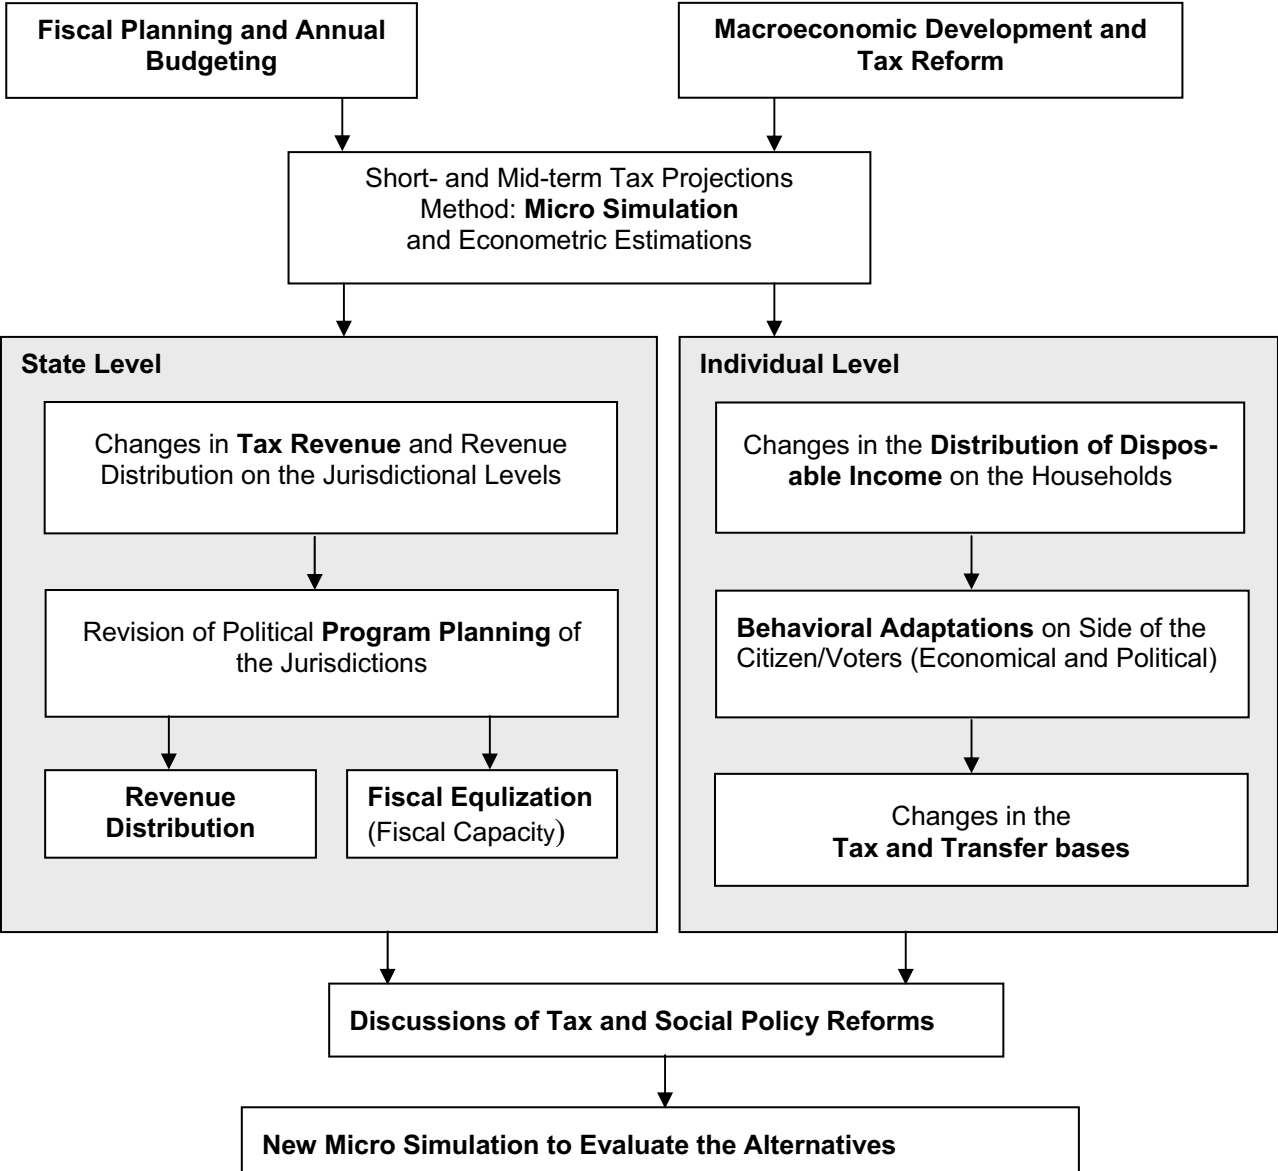 Fiscal Planning and Annual
Budgeting
Macroeconomic Development and
Tax Reform
Short- and Mid-term Tax Projections
Method: Micro Simulation
and Econometric Estimations
State Level
Changes in Tax Revenue and Revenue
Distribution on the Jurisdictional Levels
Revision of Political Program Planning of
the Jurisdictions
Revenue
Distribution
Fiscal Equlization
(Fiscal Capacity)
Individual Level
Changes in the Distribution of Dispos-
able Income on the Households
Behavioral Adaptations on Side of the
Citizen/Voters (Economical and Political)
Changes in the
Tax and Transfer bases
Discussions of Tax and Social Policy Reforms
New Micro Simulation to Evaluate the Alternatives